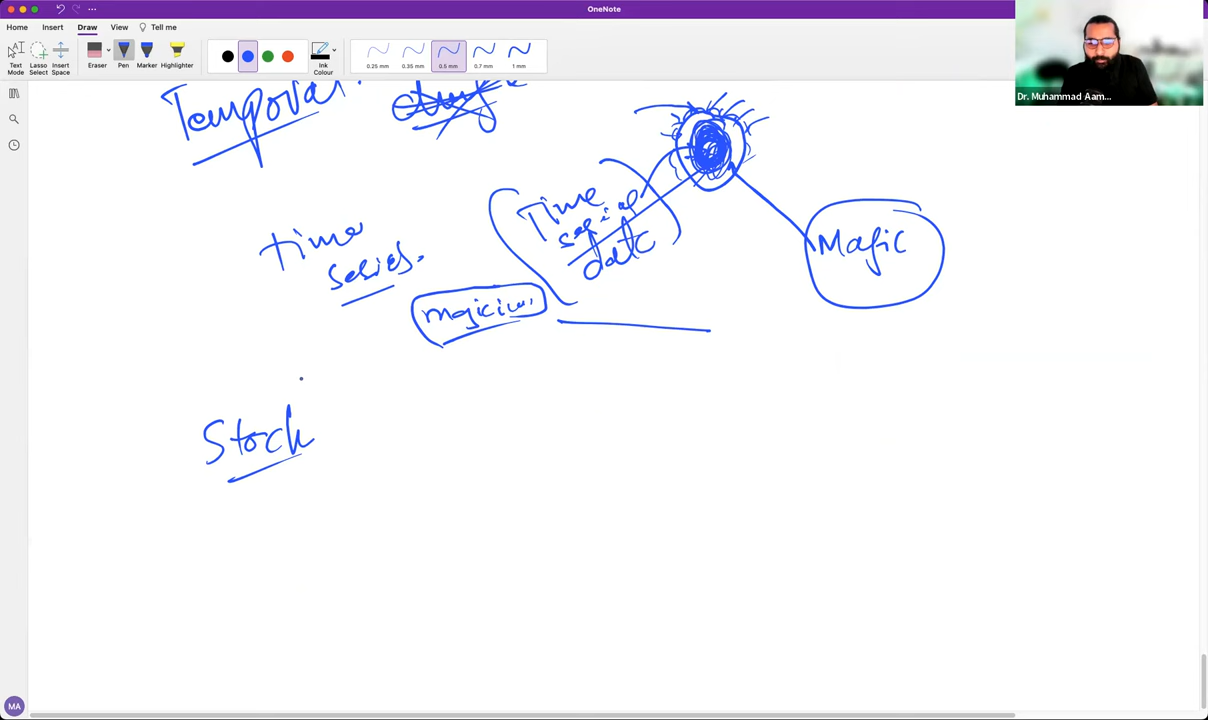 OneNote
Home Insert Draw View Tell me
Text Mode
Lasso Select
Insert Space
Eraser
Pen
Marker
Highlighter
Ink Colour
0.25 mm 0.35 mm 0.5 mm 0.7 mm 1 mm
Dr. Muhammad Aam...
Temporal.
Time
series.
Time
serial
date
Magic
magician
Stock
MA